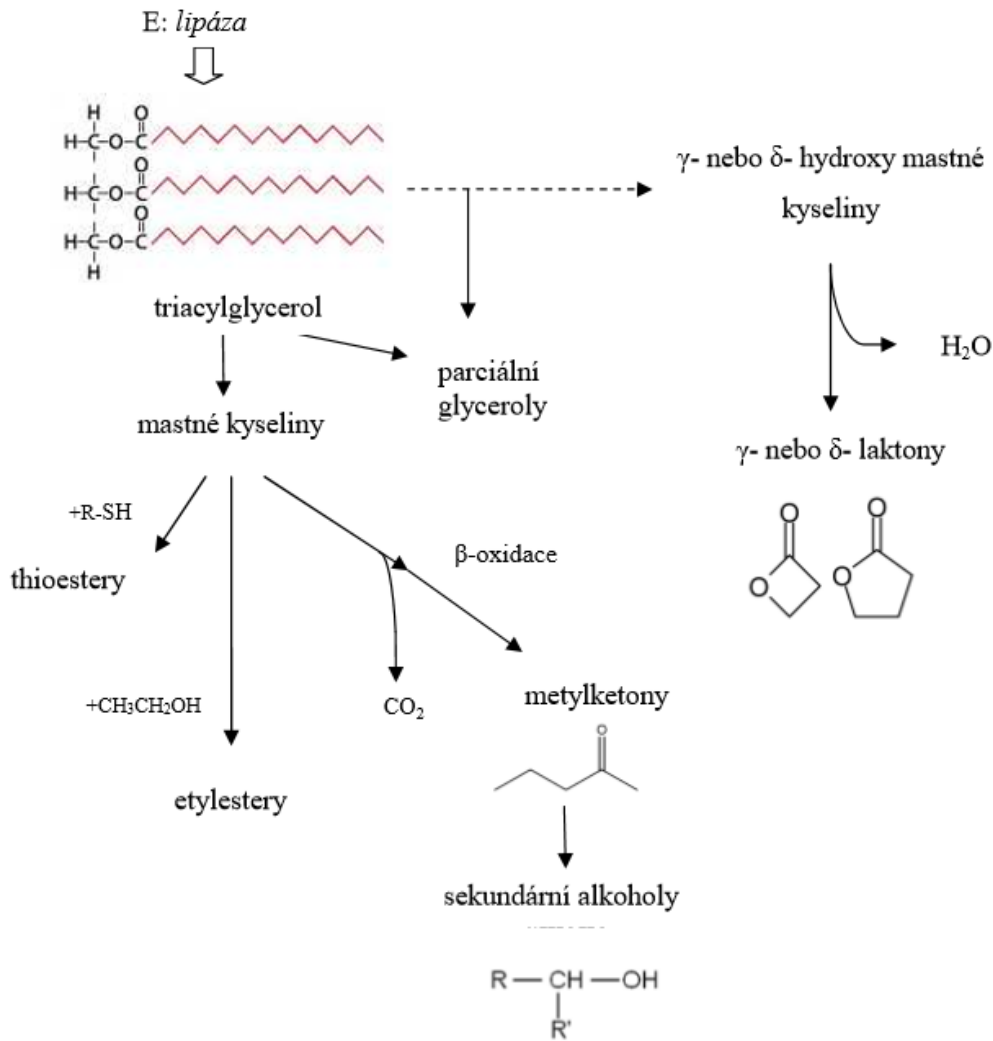 E: lipáza
H O
H-C-O-C
O
H-C-O-C
O
H-C-O-C
H
triacylglycerol
γ- nebo δ- hydroxy mastné
kyseliny
H₂O
parciální
glyceroly
mastné kyseliny
γ- nebo δ- laktony
O O
O O
+R-SH
thioestery
β-oxidace
+CH₃CH₂OH
CO₂
metylketony
O
etylestery
sekundární alkoholy
R — CH — OH
R'